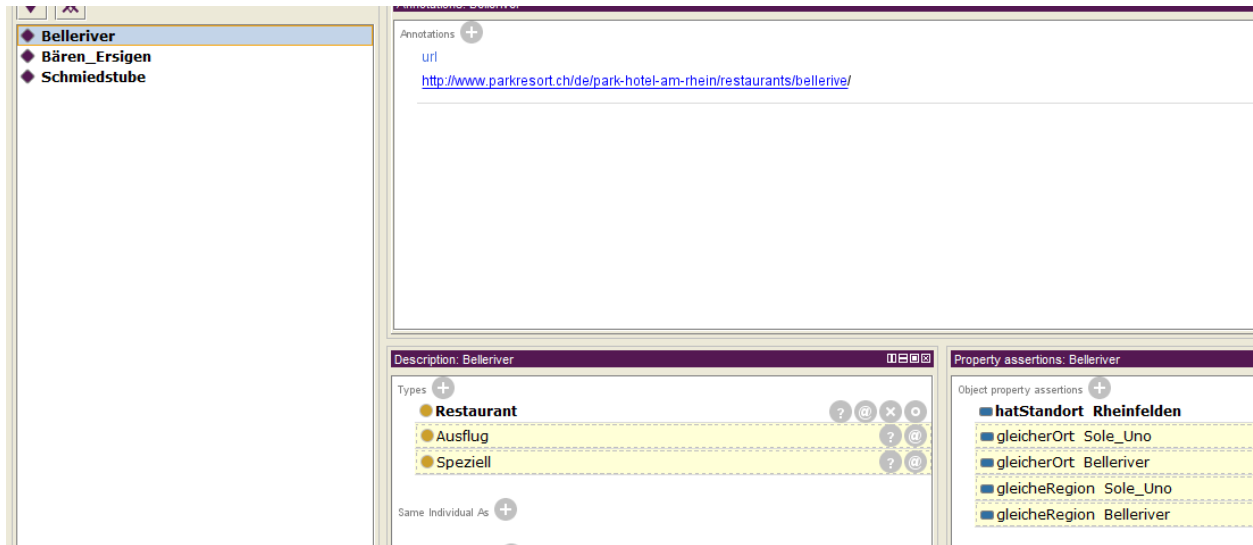 Annotations: Belleriver
Belleriver
Bären_Ersigen
Schmiedstube
Annotations
url
http://www.parkresort.ch/de/park-hotel-am-rhein/restaurants/bellerive/
Description: Belleriver
Types
Restaurant
Ausflug
Speziell
Same Individual As
Property assertions: Belleriver
Object property assertions
hatStandort Rheinfelden
gleicherOrt Sole_Uno
gleicherOrt Belleriver
gleicheRegion Sole_Uno
gleicheRegion Belleriver